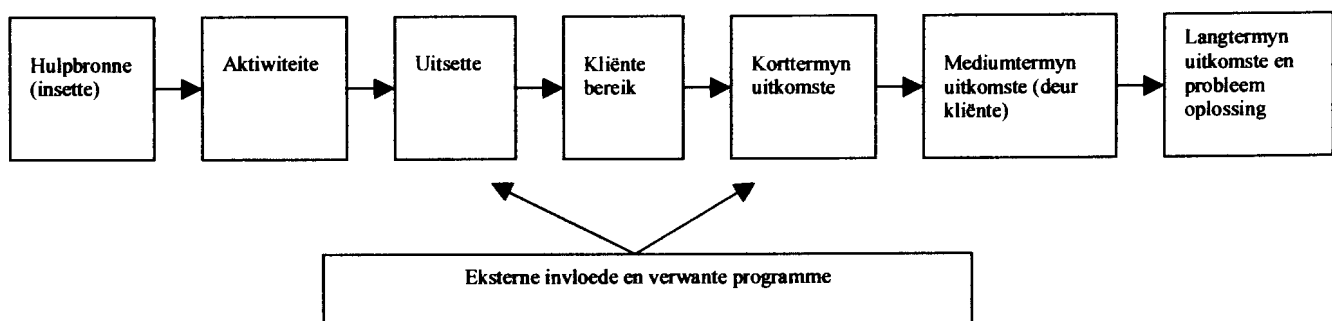 Hulpbronne
(insette)
Aktiwiteite
Uitsette
Kliënte
bereik
Korttermyn
uitkomste
Mediumtermyn
uitkomste (deur
kliënte)
Langtermyn
uitkomste en
probleem
oplossing
Eksterne invloede en verwante programme